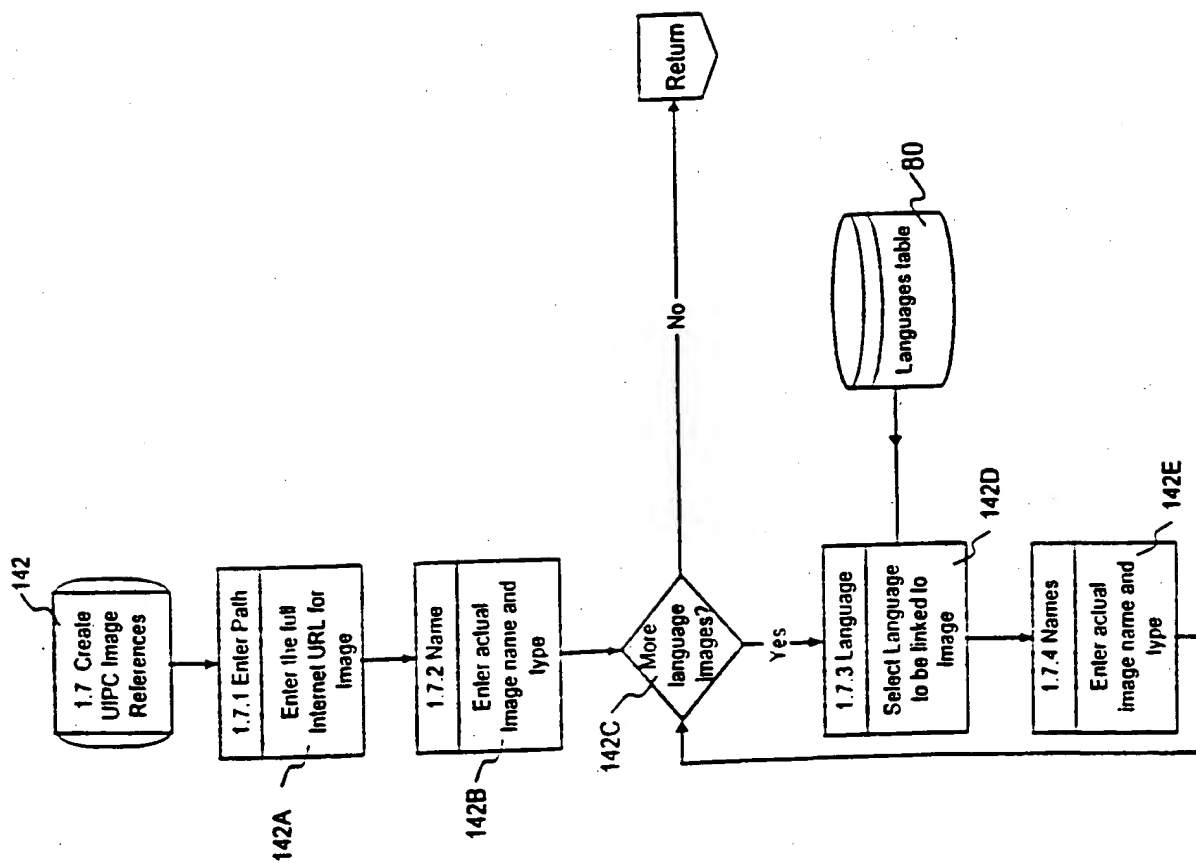 142
1.7 Create
UIPC Image
References
1.7.1 Enter Path
Enter the full
Internet URL for
Image
142A
1.7.2 Name
Enter actual
Image name and
type
142B
More
language
Images?
142C
No
Return
Yes
1.7.3 Language
Select Language
to be linked to
Image
142D
Languages table
80
1.7.4 Names
Enter actual
image name and
type
142E